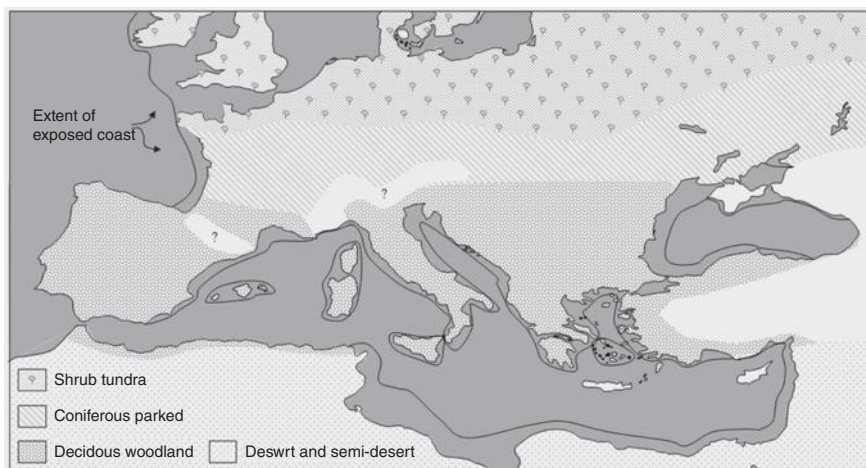 Extent of
exposed coast
?
?
Shrub tundra
Coniferous parked
Decidous woodland
Deswrt and semi-desert